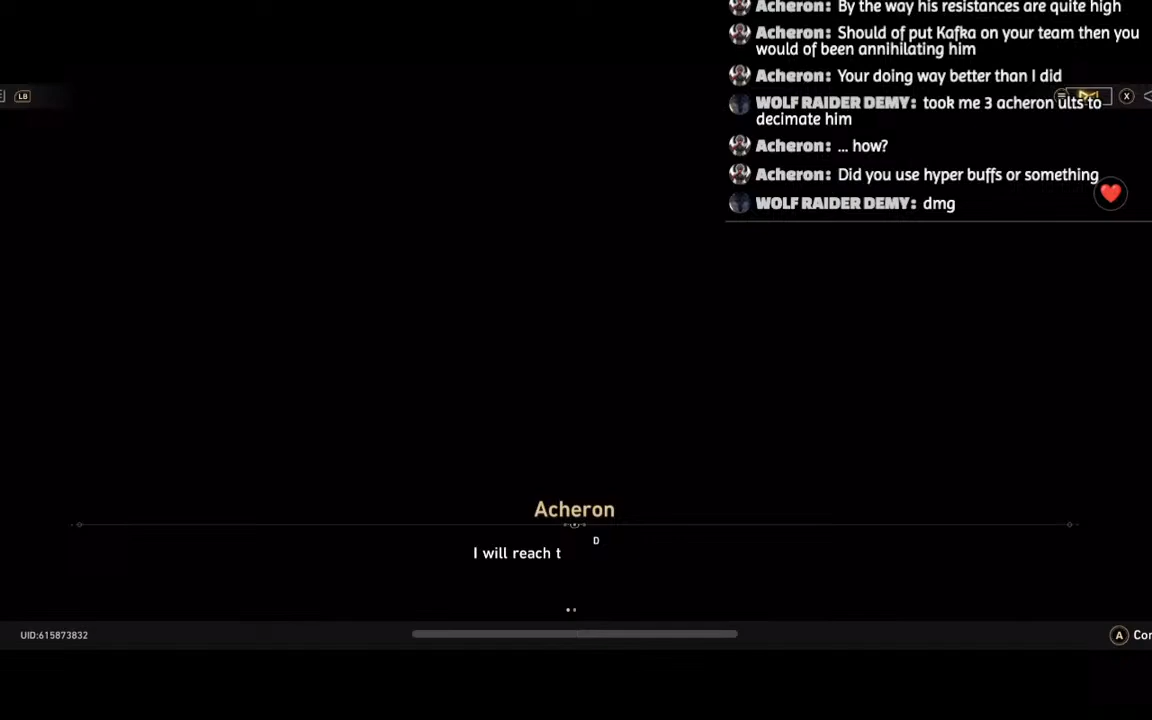 Acheron: By the way his resistances are quite high
Acheron: Should of put Kafka on your team then you
would of been annihilating him
Acheron: Your doing way better than I did
LB
X
WOLF RAIDER DEMY: took me 3 acheron ults to
decimate him
Acheron: ... how?
Acheron: Did you use hyper buffs or something
WOLF RAIDER DEMY: dmg
Acheron
D
I will reach t
UID:615873832
A Cor